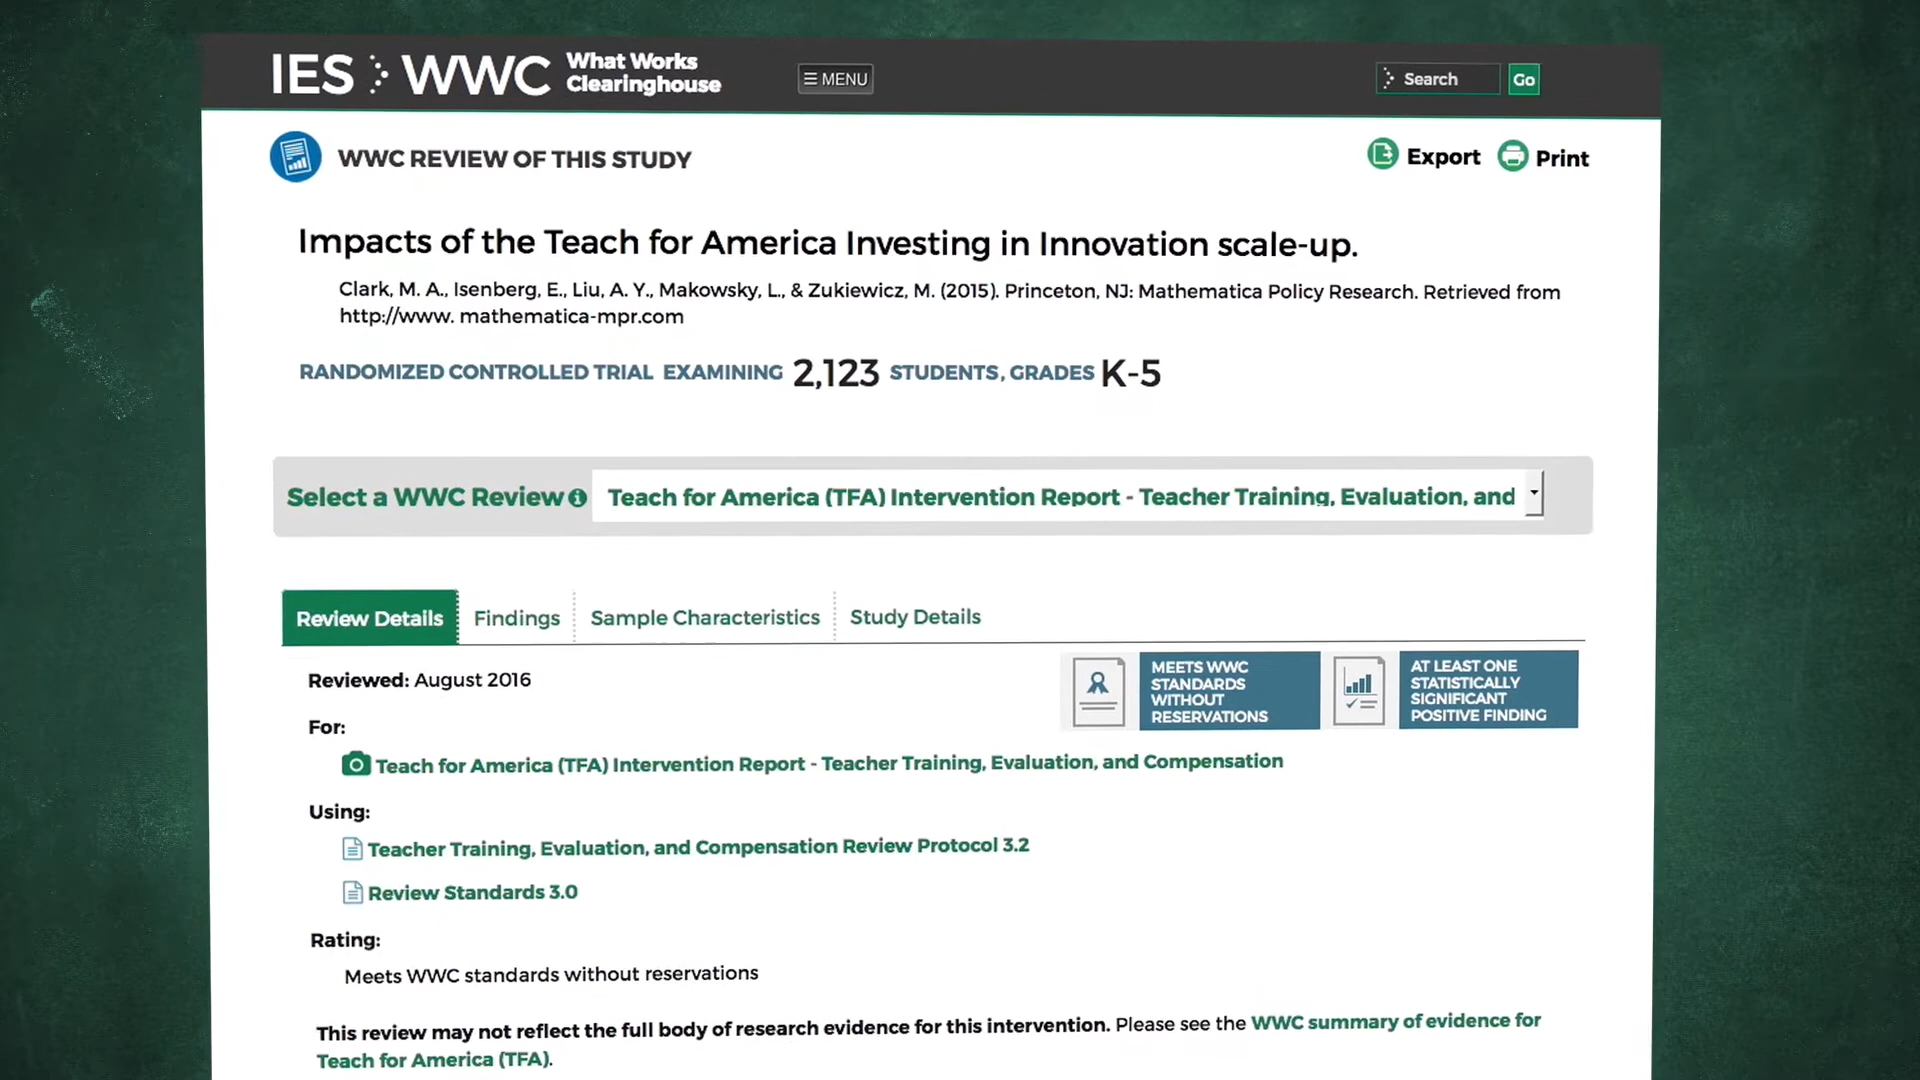 IES WWC What Works Clearinghouse
☰ MENU
Search
Go
WWC REVIEW OF THIS STUDY
Export
Print
Impacts of the Teach for America Investing in Innovation scale-up.
Clark, M. A., Isenberg, E., Liu, A. Y., Makowsky, L., & Zukiewicz, M. (2015). Princeton, NJ: Mathematica Policy Research. Retrieved from
http://www. mathematica-mpr.com
RANDOMIZED CONTROLLED TRIAL EXAMINING 2,123 STUDENTS, GRADES K-5
Select a WWC Review
Teach for America (TFA) Intervention Report - Teacher Training, Evaluation, and
Review Details
Findings
Sample Characteristics
Study Details
Reviewed: August 2016
MEETS WWC
STANDARDS
WITHOUT
RESERVATIONS
AT LEAST ONE
STATISTICALLY
SIGNIFICANT
POSITIVE FINDING
For:
Teach for America (TFA) Intervention Report - Teacher Training, Evaluation, and Compensation
Using:
Teacher Training, Evaluation, and Compensation Review Protocol 3.2
Review Standards 3.0
Rating:
Meets WWC standards without reservations
This review may not reflect the full body of research evidence for this intervention. Please see the WWC summary of evidence for
Teach for America (TFA).